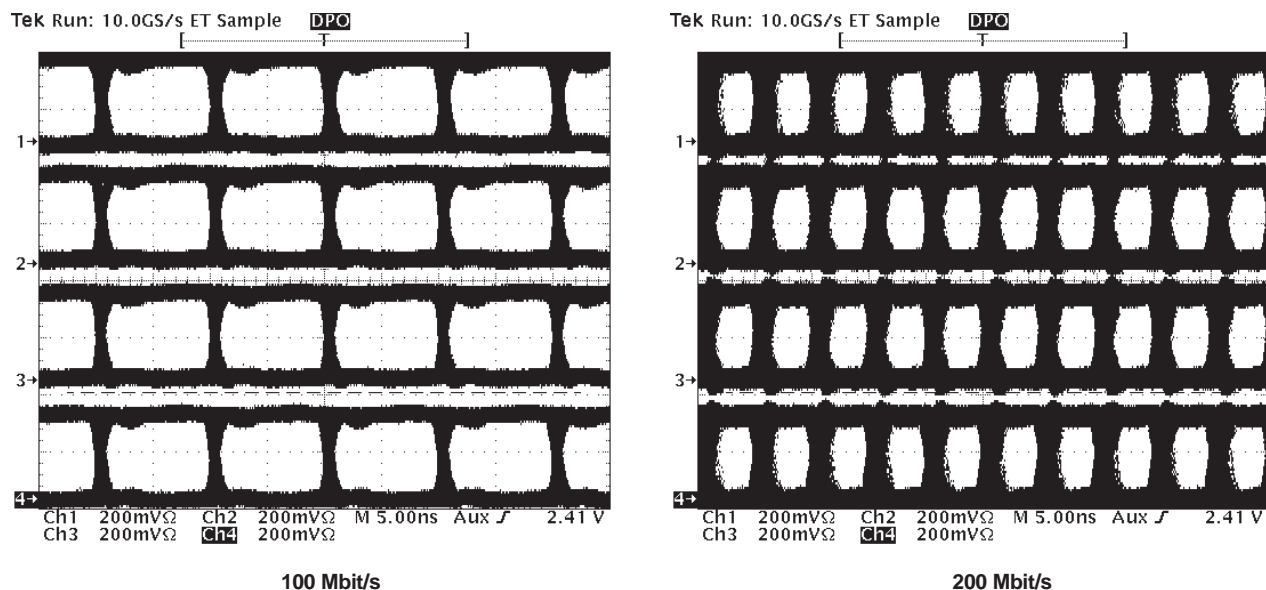 Tek Run: 10.0GS/s ET Sample DPO
[ T ]
1→
2→
3→
4→
Ch1 200mVΩ Ch2 200mVΩ M 5.00ns Aux ƒ 2.41 V
Ch3 200mVΩ Ch4 200mVΩ
100 Mbit/s
Tek Run: 10.0GS/s ET Sample DPO
[ T ]
1→
2→
3→
4→
Ch1 200mVΩ Ch2 200mVΩ M 5.00ns Aux ƒ 2.41 V
Ch3 200mVΩ Ch4 200mVΩ
200 Mbit/s